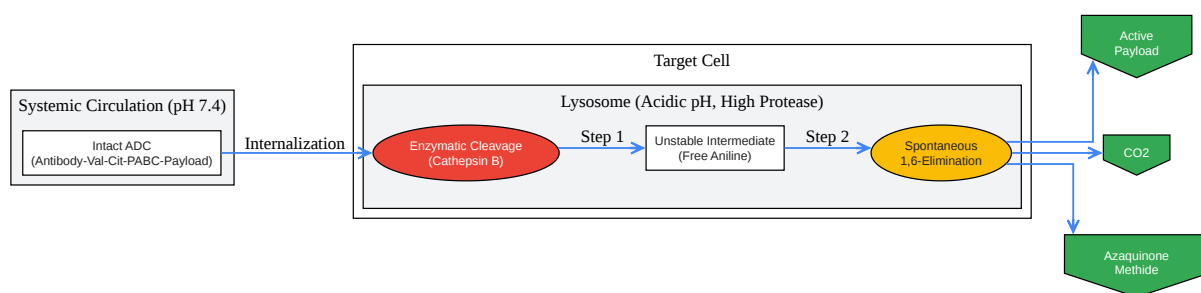 Systemic Circulation (pH 7.4)
Intact ADC
(Antibody-Val-Cit-PABC-Payload)
Internalization
Target Cell
Lysosome (Acidic pH, High Protease)
Enzymatic Cleavage
(Cathepsin B)
Step 1
Unstable Intermediate
(Free Aniline)
Step 2
Spontaneous
1,6-Elimination
Active
Payload
CO2
Azaquinone
Methide